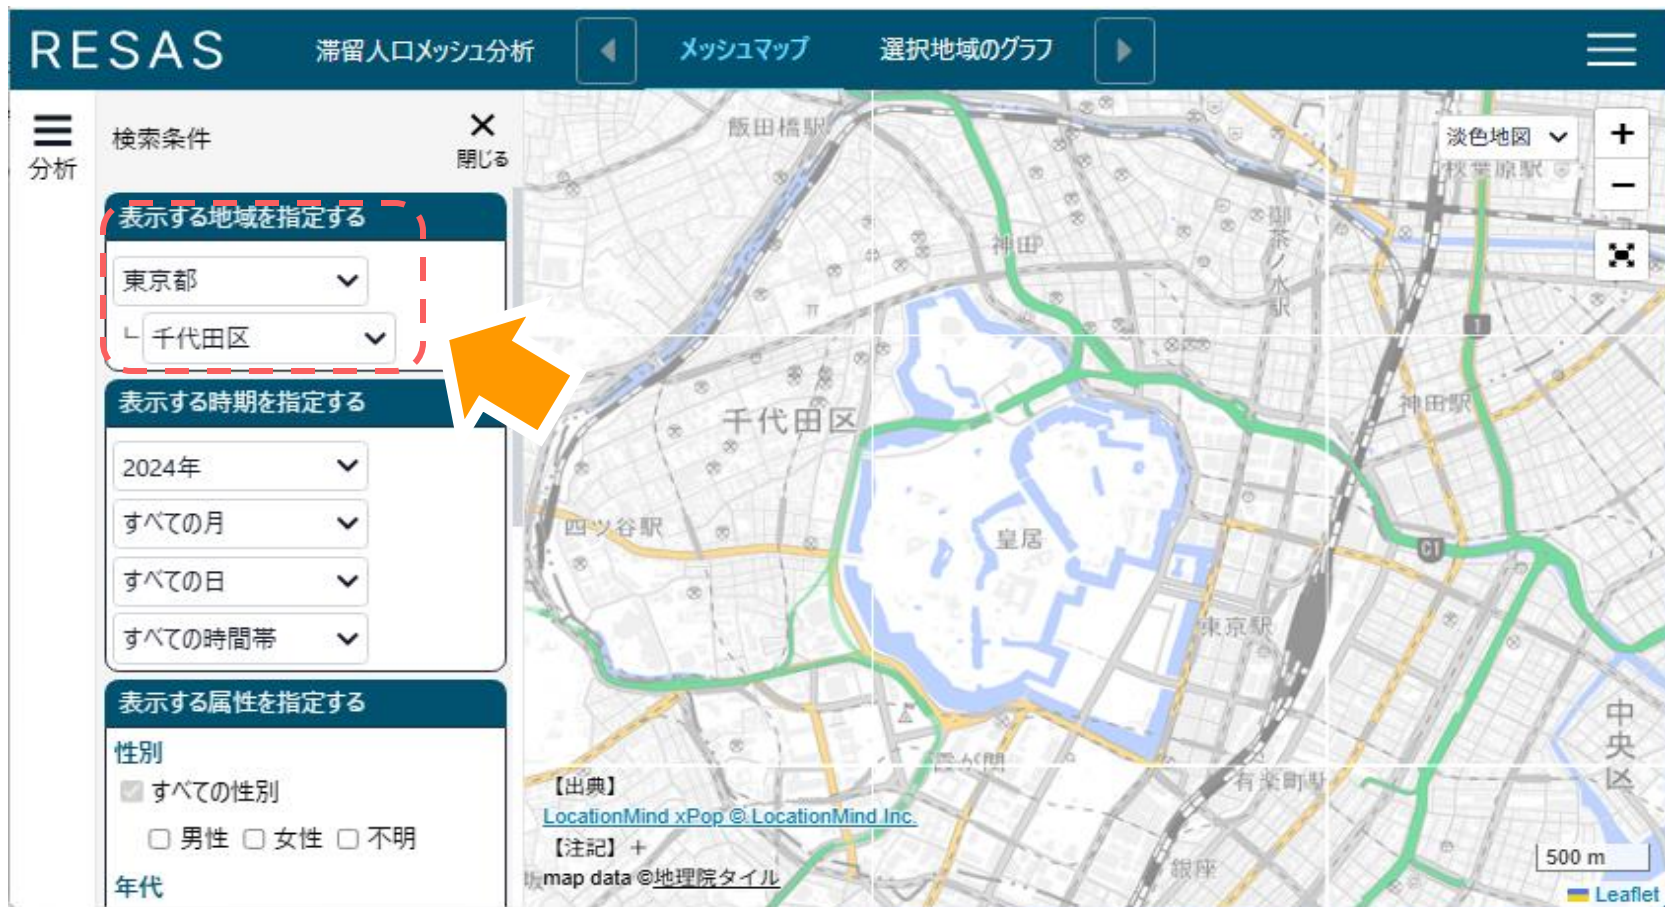 RESAS
滞留人口メッシュ分析
メッシュマップ
選択地域のグラフ
分析
検索条件
閉じる
表示する地域を指定する
東京都
└ 千代田区
表示する時期を指定する
2024年
すべての月
すべての日
すべての時間帯
表示する属性を指定する
性別
すべての性別
男性 女性 不明
年代
淡色地図
+
−
飯田橋駅
秋葉原駅
神田
御茶ノ水駅
1
千代田区
神田駅
四ツ谷駅
皇居
C1
東京駅
中央区
霞が関
有楽町駅
銀座
【出典】
LocationMind xPop © LocationMind Inc.
【注記】+
map data ©地理院タイル
500 m
Leaflet